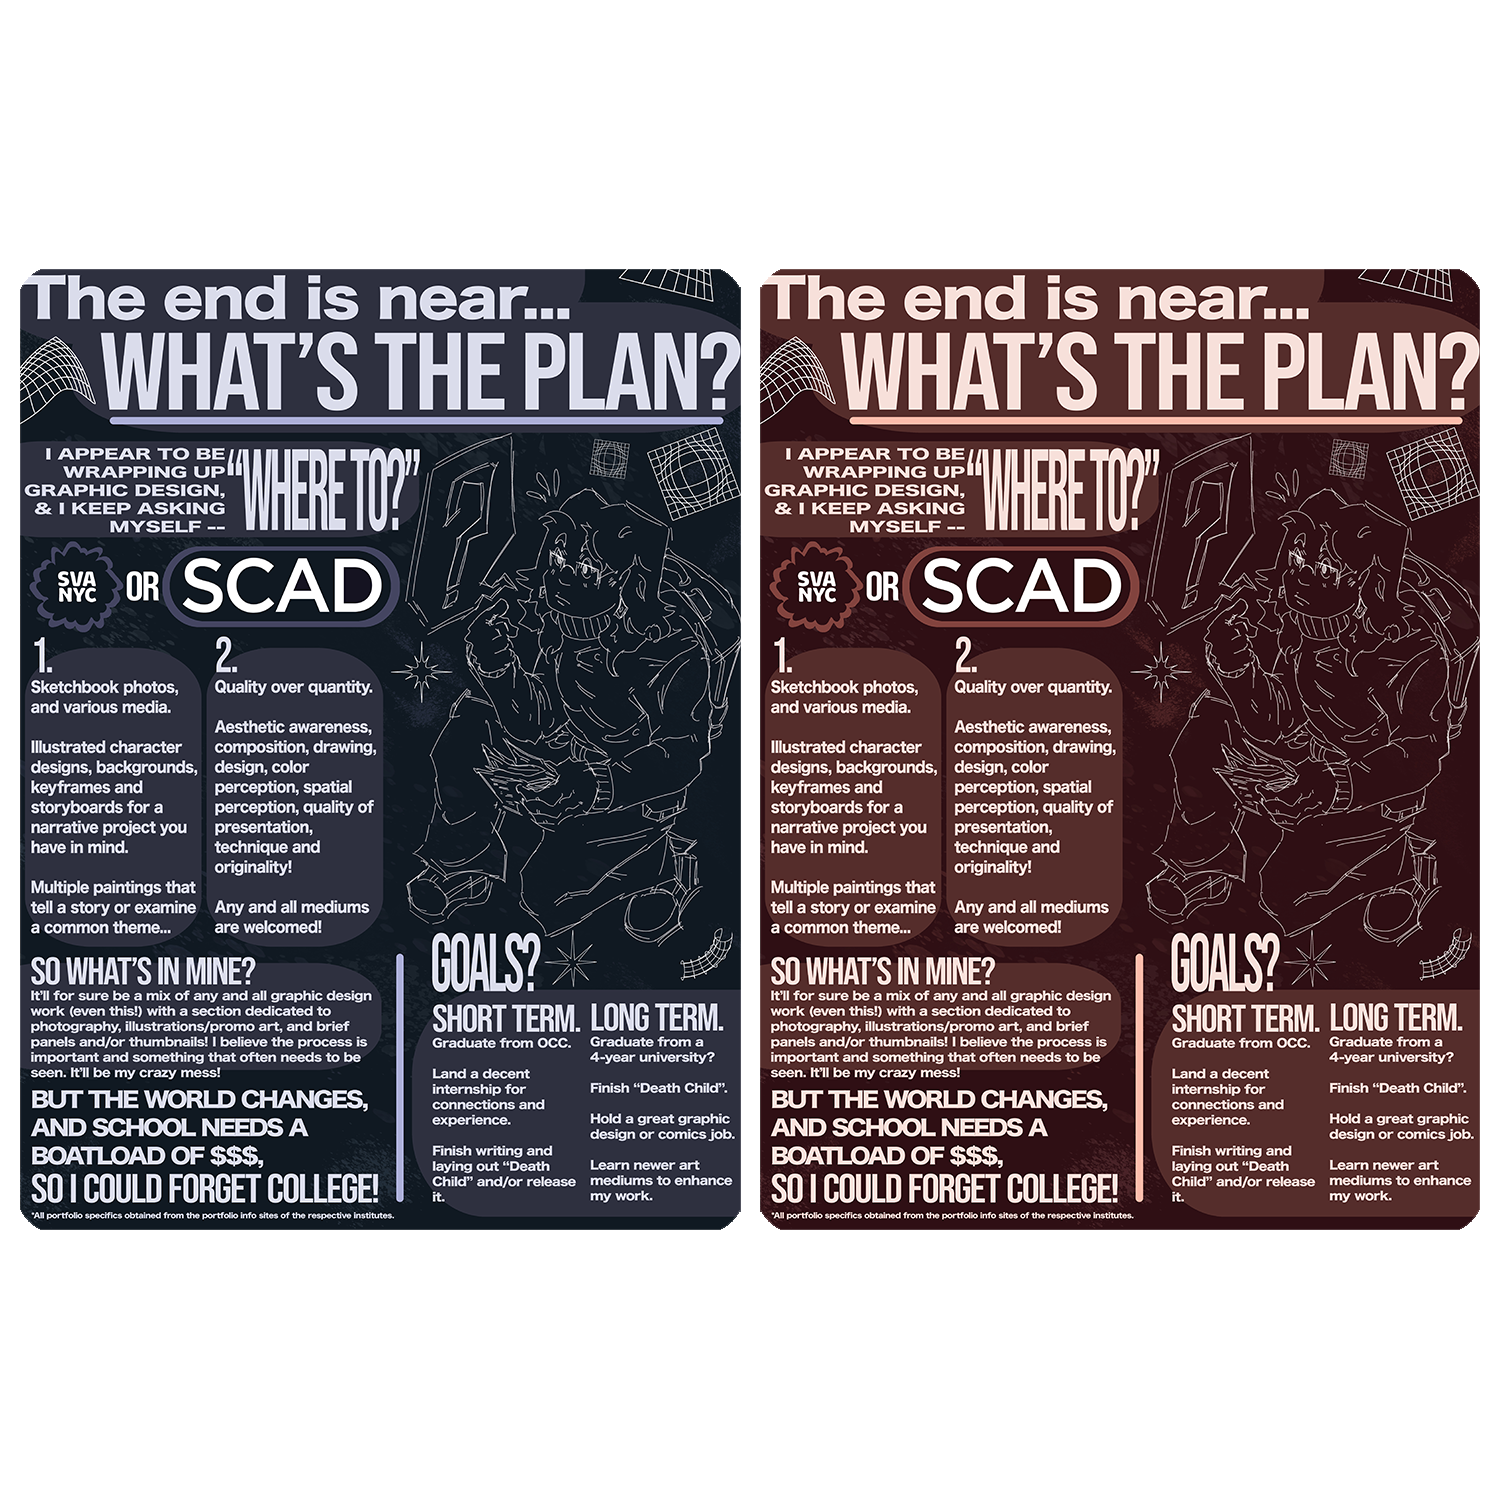 The end is near...
WHAT'S THE PLAN?
I APPEAR TO BE
WRAPPING UP
GRAPHIC DESIGN,
& I KEEP ASKING
MYSELF --
“WHERE TO?”
SVA
NYC
OR
SCAD
1.
Sketchbook photos,
and various media.
Illustrated character
designs, backgrounds,
keyframes and
storyboards for a
narrative project you
have in mind.
Multiple paintings that
tell a story or examine
a common theme...
2.
Quality over quantity.
Aesthetic awareness,
composition, drawing,
design, color
perception, spatial
perception, quality of
presentation,
technique and
originality!
Any and all mediums
are welcomed!
SO WHAT'S IN MINE?
It'll for sure be a mix of any and all graphic design
work (even this!) with a section dedicated to
photography, illustrations/promo art, and brief
panels and/or thumbnails! I believe the process is
important and something that often needs to be
seen. It'll be my crazy mess!
BUT THE WORLD CHANGES,
AND SCHOOL NEEDS A
BOATLOAD OF $$$,
SO I COULD FORGET COLLEGE!
*All portfolio specifics obtained from the portfolio info sites of the respective institutes.
GOALS?
SHORT TERM.
Graduate from OCC.
Land a decent
internship for
connections and
experience.
Finish writing and
laying out “Death
Child” and/or release
it.
LONG TERM.
Graduate from a
4-year university?
Finish “Death Child”.
Hold a great graphic
design or comics job.
Learn newer art
mediums to enhance
my work.
The end is near...
WHAT'S THE PLAN?
I APPEAR TO BE
WRAPPING UP
GRAPHIC DESIGN,
& I KEEP ASKING
MYSELF --
“WHERE TO?”
SVA
NYC
OR
SCAD
1.
Sketchbook photos,
and various media.
Illustrated character
designs, backgrounds,
keyframes and
storyboards for a
narrative project you
have in mind.
Multiple paintings that
tell a story or examine
a common theme...
2.
Quality over quantity.
Aesthetic awareness,
composition, drawing,
design, color
perception, spatial
perception, quality of
presentation,
technique and
originality!
Any and all mediums
are welcomed!
SO WHAT'S IN MINE?
It'll for sure be a mix of any and all graphic design
work (even this!) with a section dedicated to
photography, illustrations/promo art, and brief
panels and/or thumbnails! I believe the process is
important and something that often needs to be
seen. It'll be my crazy mess!
BUT THE WORLD CHANGES,
AND SCHOOL NEEDS A
BOATLOAD OF $$$,
SO I COULD FORGET COLLEGE!
*All portfolio specifics obtained from the portfolio info sites of the respective institutes.
GOALS?
SHORT TERM.
Graduate from OCC.
Land a decent
internship for
connections and
experience.
Finish writing and
laying out “Death
Child” and/or release
it.
LONG TERM.
Graduate from a
4-year university?
Finish “Death Child”.
Hold a great graphic
design or comics job.
Learn newer art
mediums to enhance
my work.